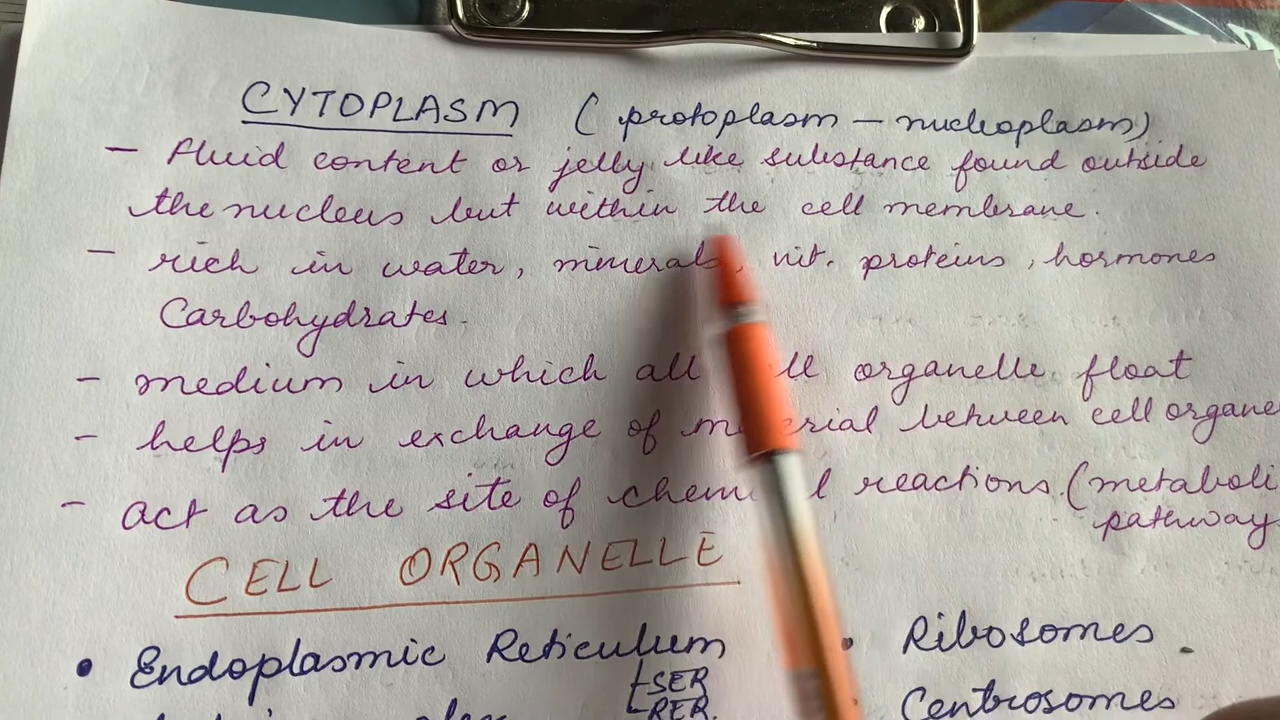 CYTOPLASM (protoplasm - nucleoplasm)
- fluid content or jelly like substance found outside
the nucleus but within the cell membrane.
- rich in water, minerals, vit. proteins, hormones
Carbohydrates.
- medium in which all organelle float
- helps in exchange of between cell
- act as the site of reactions. (
pathway
CELL ORGANELLE
• Endoplasmic Reticulum
SER
RER.
• Ribosomes.
Centrosomes